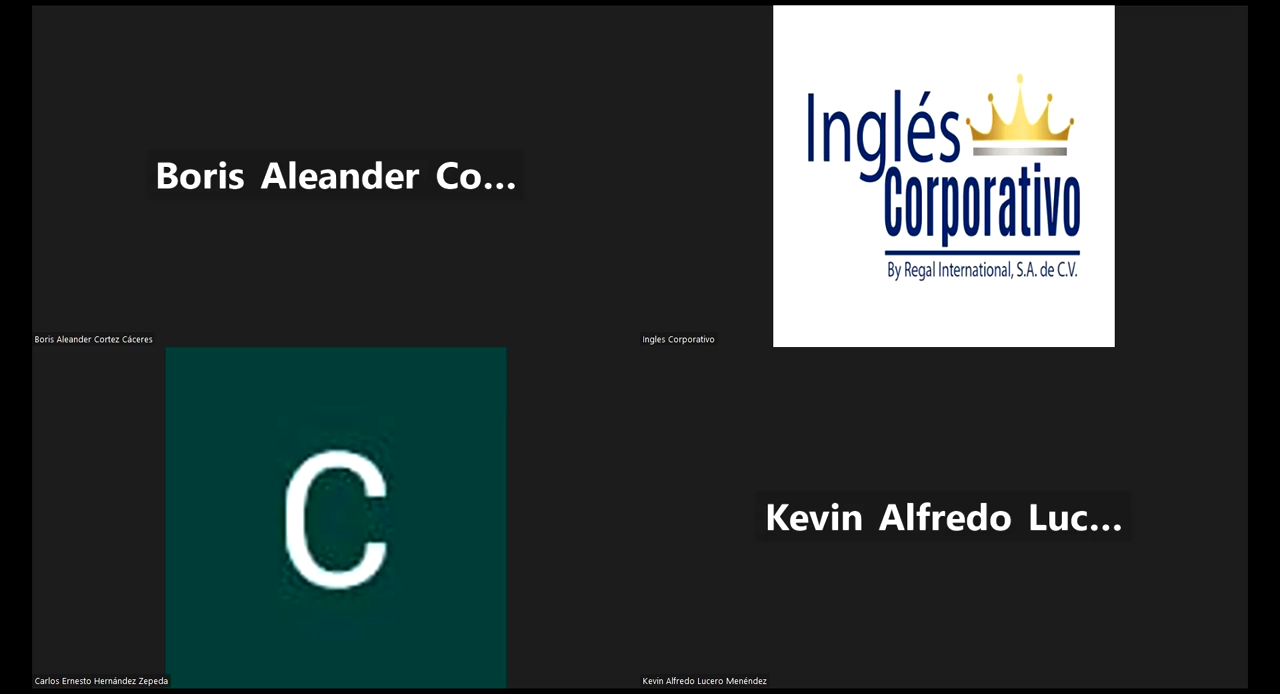 Boris Aleander Co...
Boris Aleander Cortez Cáceres
Inglés
Corporativo
By Regal International, S.A. de C.V.
Ingles Corporativo
C
Carlos Ernesto Hernández Zepeda
Kevin Alfredo Luc...
Kevin Alfredo Lucero Menéndez